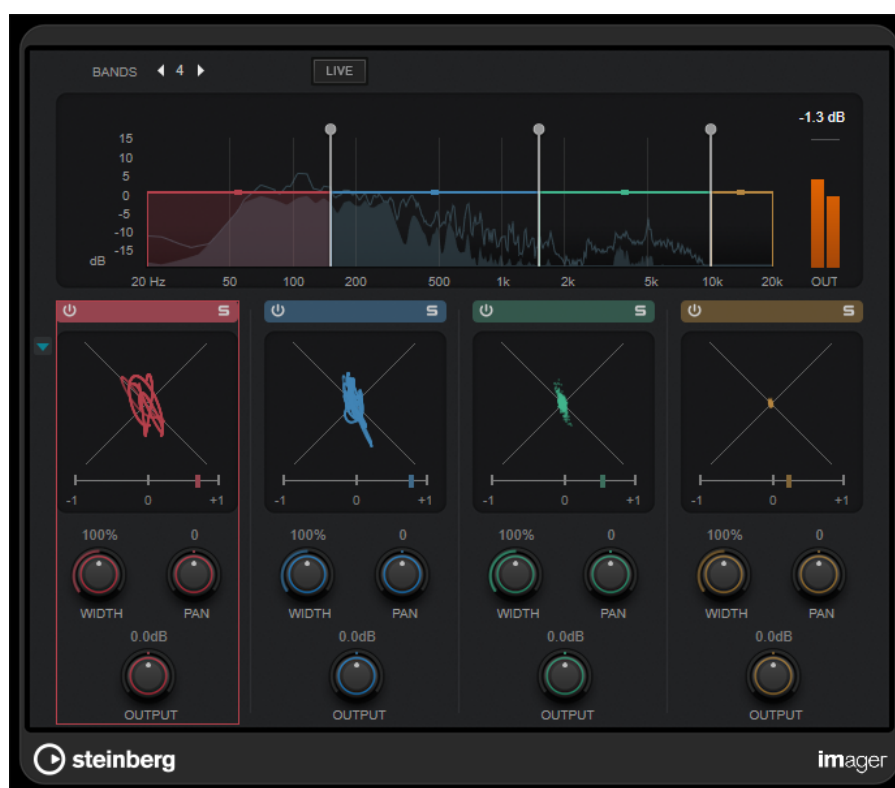 BANDS 4 LIVE
-1.3 dB
15
10
5
0
-5
-10
-15
dB
20 Hz 50 100 200 500 1k 2k 5k 10k 20k OUT
S S S S
-1 0 +1 -1 0 +1 -1 0 +1 -1 0 +1
100% 0 100% 0 100% 0 100% 0
WIDTH PAN WIDTH PAN WIDTH PAN WIDTH PAN
0.0dB 0.0dB 0.0dB 0.0dB
OUTPUT OUTPUT OUTPUT OUTPUT
steinberg imager